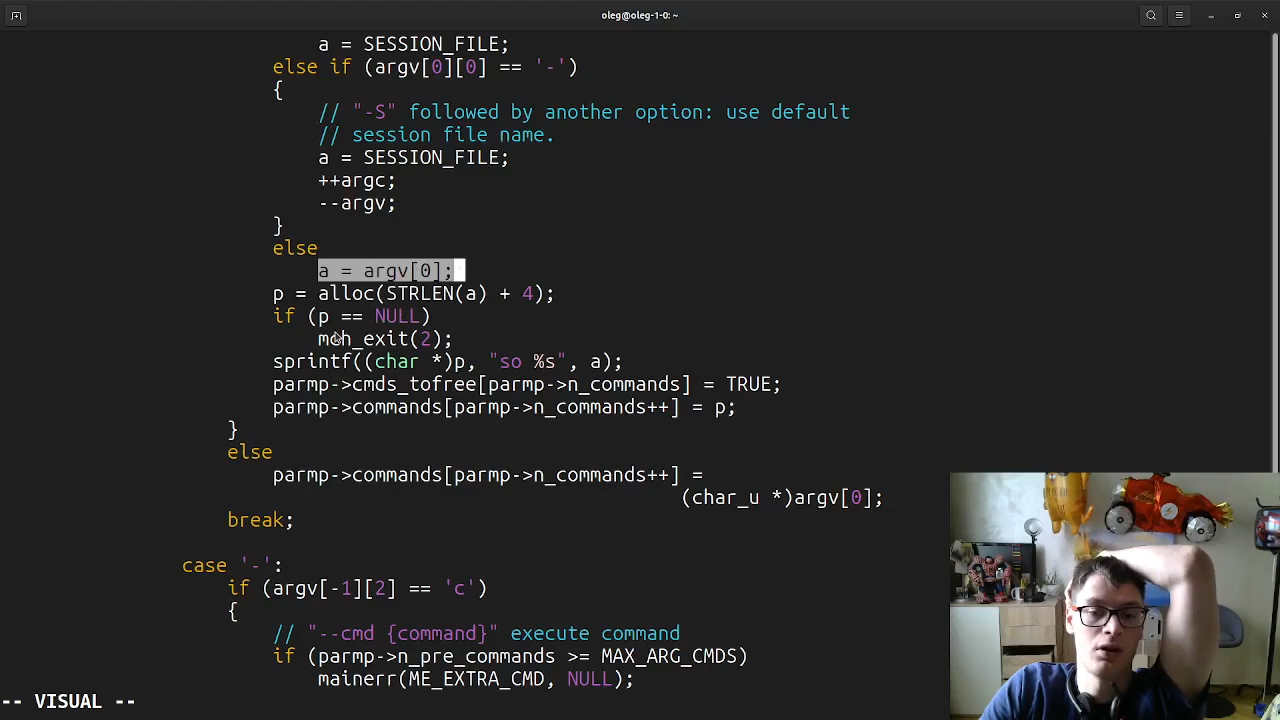 oleg@oleg-1-0: ~
a = SESSION_FILE;
else if (argv[0][0] == '-')
{
// "-S" followed by another option: use default
// session file name.
a = SESSION_FILE;
++argc;
--argv;
}
else
a = argv[0];
p = alloc(STRLEN(a) + 4);
if (p == NULL)
mch_exit(2);
sprintf((char *)p, "so %s", a);
parmp->cmds_tofree[parmp->n_commands] = TRUE;
parmp->commands[parmp->n_commands++] = p;
}
else
parmp->commands[parmp->n_commands++] =
(char_u *)argv[0];
break;
case '-':
if (argv[-1][2] == 'c')
{
// "--cmd {command}" execute command
if (parmp->n_pre_commands >= MAX_ARG_CMDS)
mainerr(ME_EXTRA_CMD, NULL);
-- VISUAL --